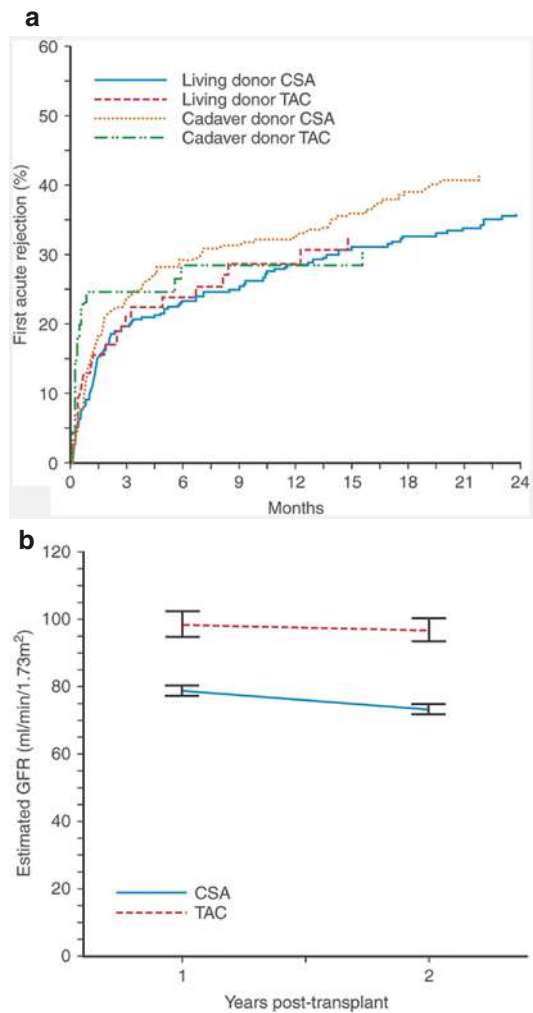 a
60
50
40
30
20
10
0
First acute rejection (%)
Living donor CSA
Living donor TAC
Cadaver donor CSA
Cadaver donor TAC
0 3 6 9 12 15 18 21 24
Months
b
120
100
80
60
40
20
0
Estimated GFR (ml/min/1.73m²)
CSA
TAC
1 2
Years post-transplant